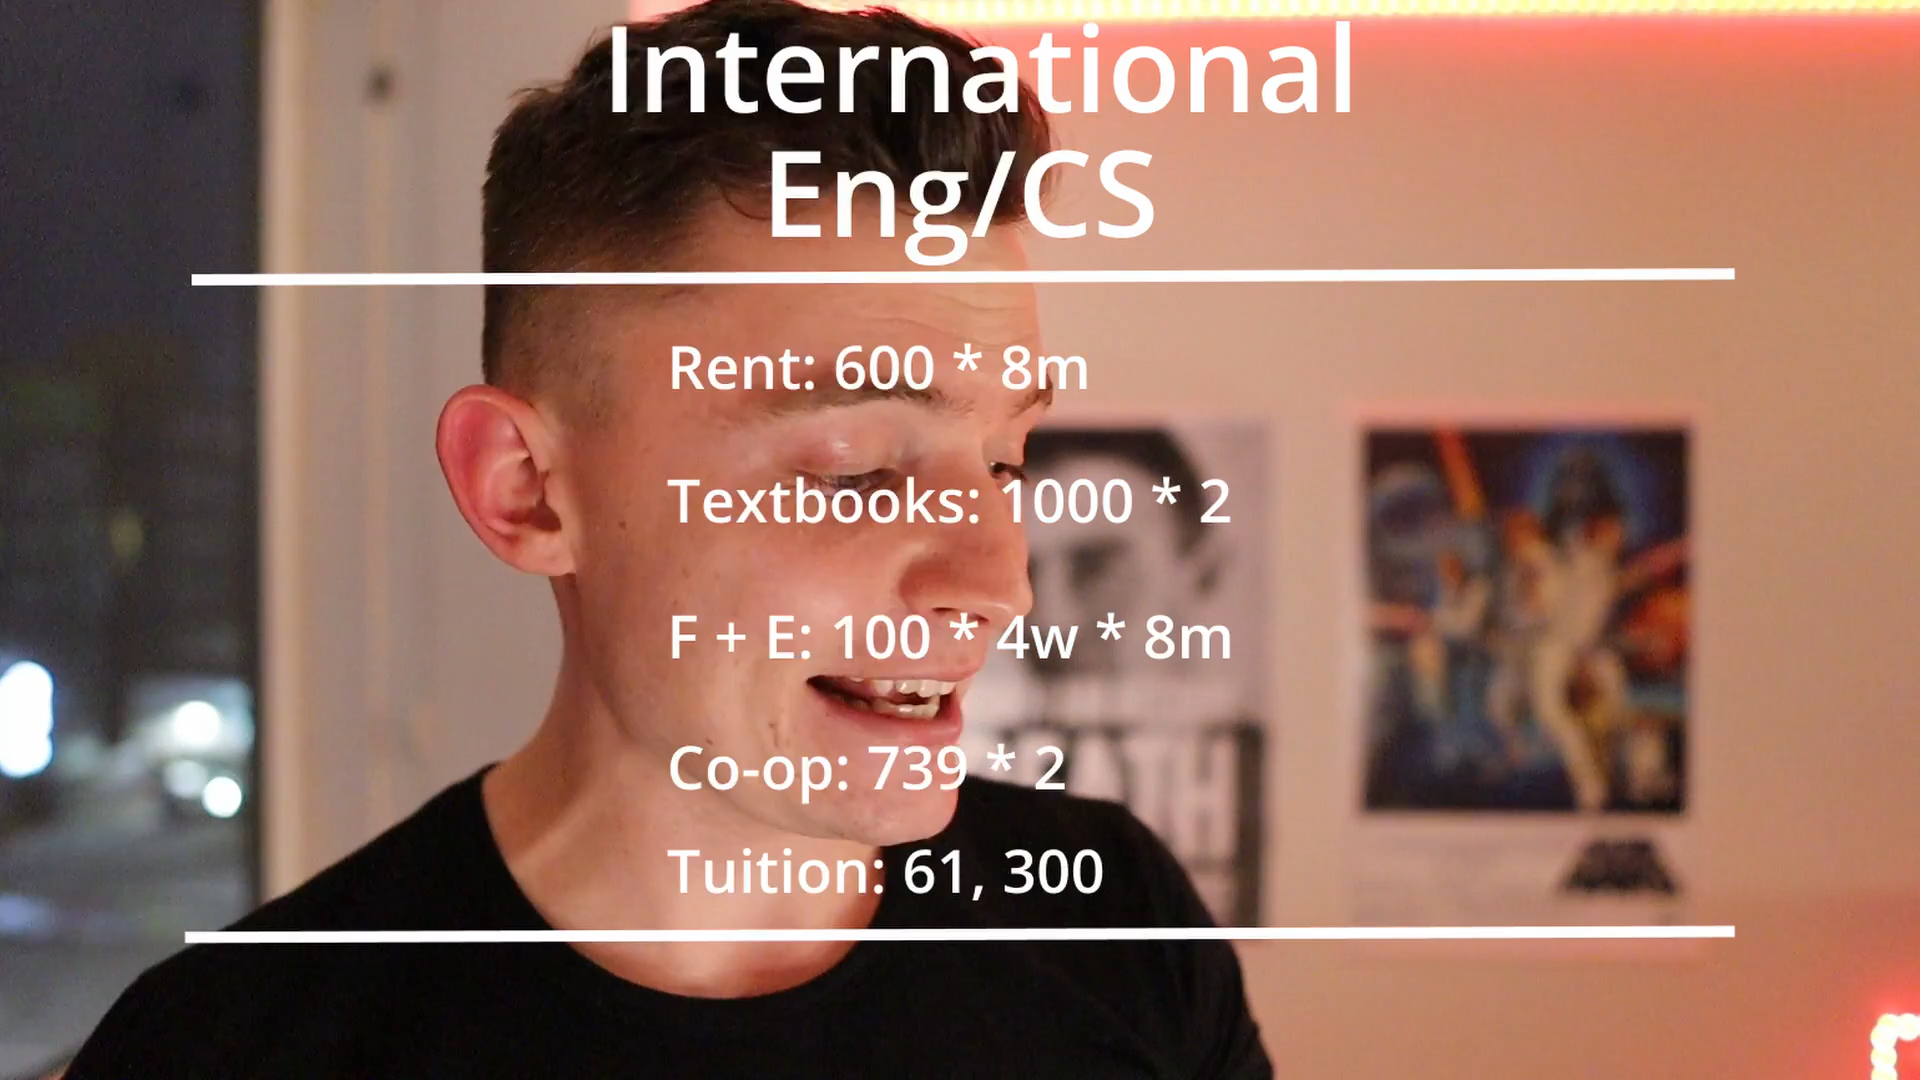 International
Eng/CS
Rent: 600 * 8m
Textbooks: 1000 * 2
F + E: 100 * 4w * 8m
Co-op: 739 * 2
Tuition: 61, 300